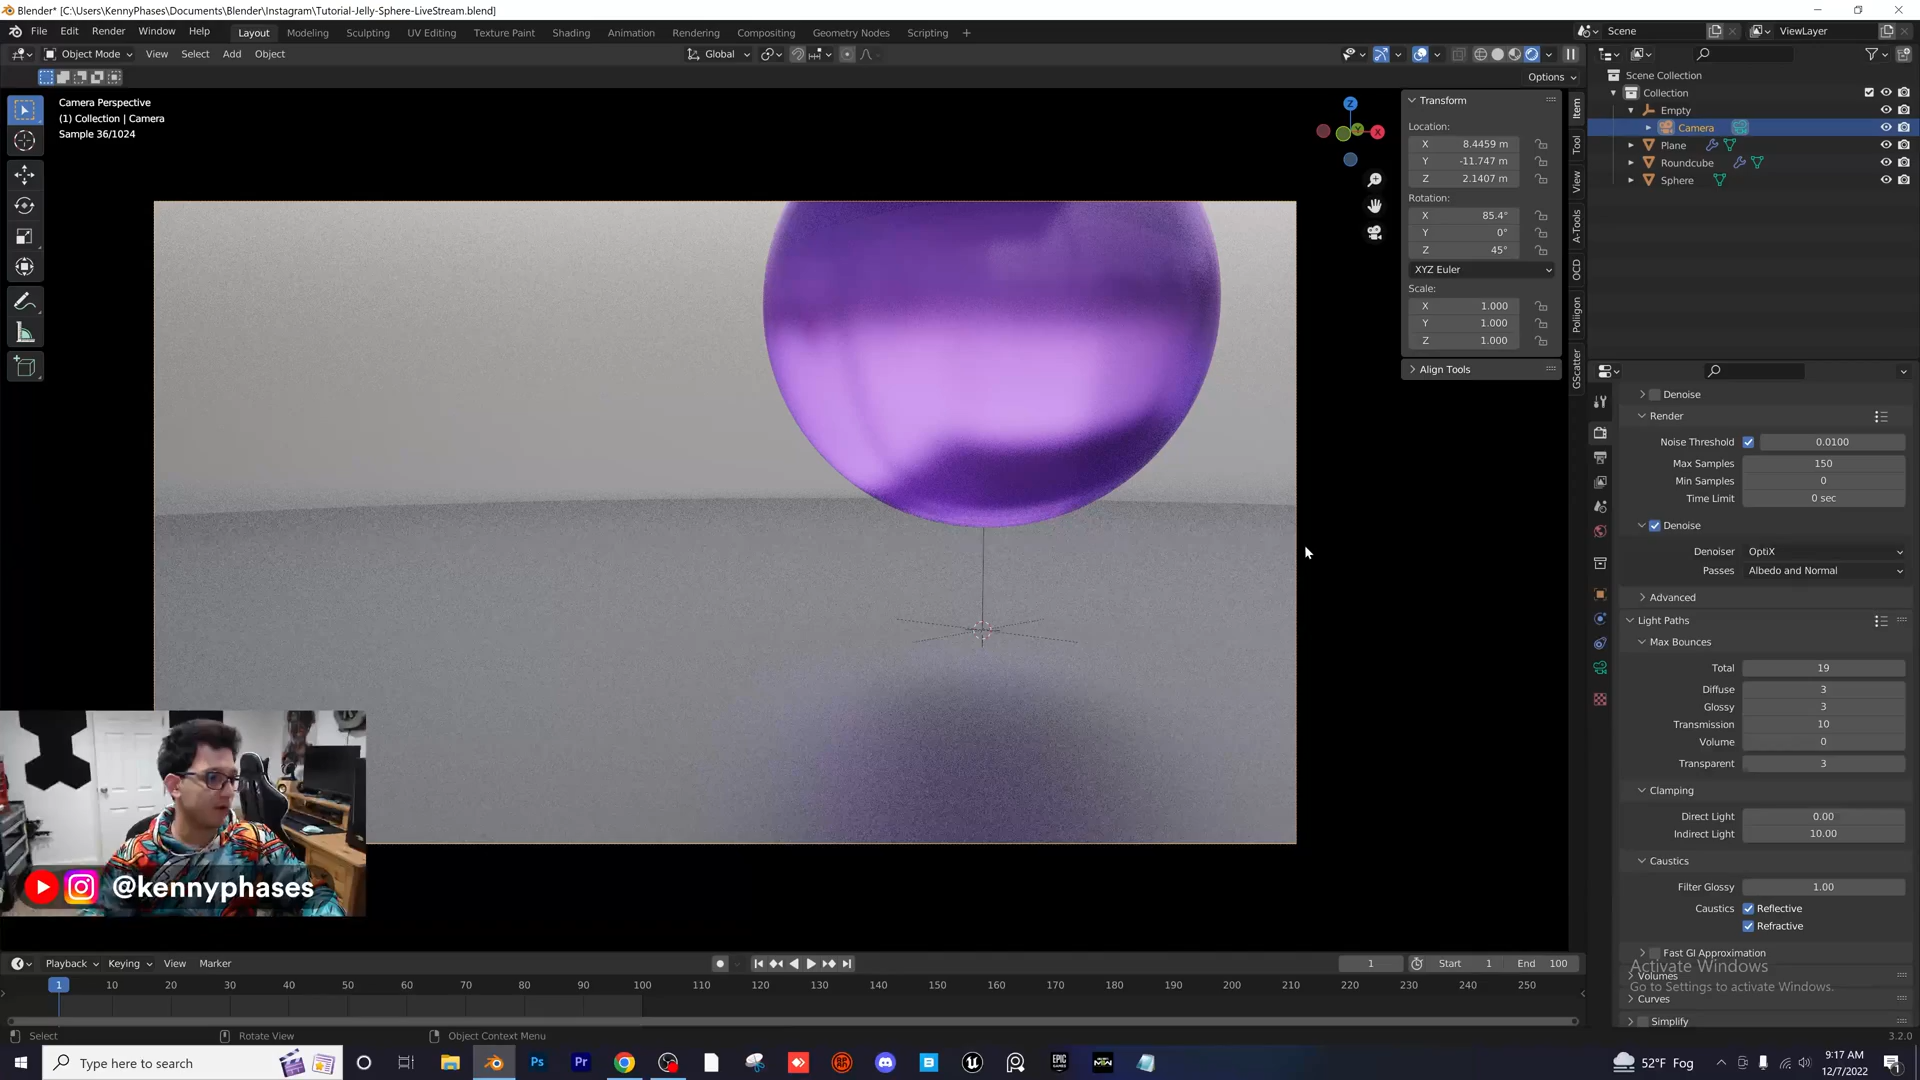 Blender* [C:\Users\KennyPhases\Documents\Blender\Instagram\Tutorial-Jelly-Sphere-LiveStream.blend]
File Edit Render Window Help Layout Modeling Sculpting UV Editing Texture Paint Shading Animation Rendering Compositing Geometry Nodes Scripting + Scene ViewLayer
Object Mode View Select Add Object Global
Options
Camera Perspective
(1) Collection | Camera
Sample 36/1024
Z
X
Y
Transform
Location:
X 8.4459 m
Y -11.747 m
Z 2.1407 m
Rotation:
X 85.4°
Y 0°
Z 45°
XYZ Euler
Scale:
X 1.000
Y 1.000
Z 1.000
Align Tools
Item
Tool
View
A-Tools
OCD
Poliigon
GScatter
Scene Collection
Collection
Empty
Camera
Plane
Roundcube
Sphere
Denoise
Render
Noise Threshold 0.0100
Max Samples 150
Min Samples 0
Time Limit 0 sec
Denoise
Denoiser OptiX
Passes Albedo and Normal
Advanced
Light Paths
Max Bounces
Total 19
Diffuse 3
Glossy 3
Transmission 10
Volume 0
Transparent 3
Clamping
Direct Light 0.00
Indirect Light 10.00
Caustics
Filter Glossy 1.00
Caustics Reflective
Refractive
Fast GI Approximation
Activate Windows
Volumes
Go to Settings to activate Windows.
Curves
Simplify
@kennyphases
Playback Keying View Marker 1 Start 1 End 100
1 10 20 30 40 50 60 70 80 90 100 110 120 130 140 150 160 170 180 190 200 210 220 230 240 250
Select Rotate View Object Context Menu 3.2.0
Type here to search Ps Pr 52°F Fog 9:17 AM
12/7/2022